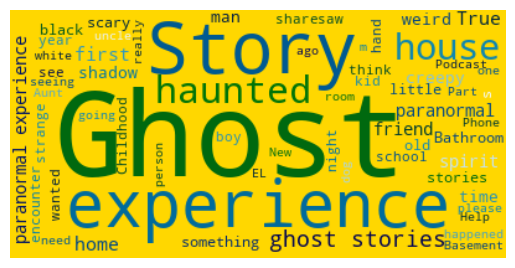 man
sharesaw
weird
True
scary
black
uncle
year
really
Story
ago
m
hand
house
white
first
Podcast
one
see
shadow
think
creepy
seeing
haunted
kid
little
Part
s
Aunt
room
paranormal
paranormal experience
strange
going
Childhood
Ghost
boy
night
friend
Phone
Bathroom
old
school
person
New
spirit
encounter
wanted
EL
stories
experience
time
please
Help
need
home
something
ghost stories
happened
Basement